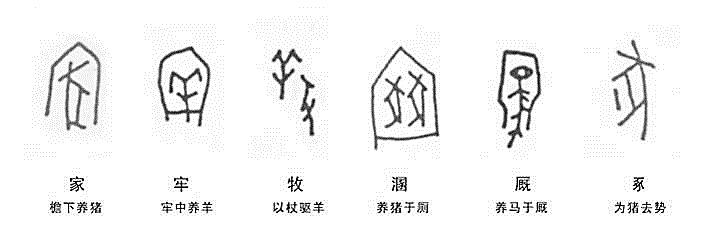 家 牢 牧 溷 厩 豕
檐下养猪 牢中养羊 以杖驱羊 养猪于厕 养马于厩 为猪去势